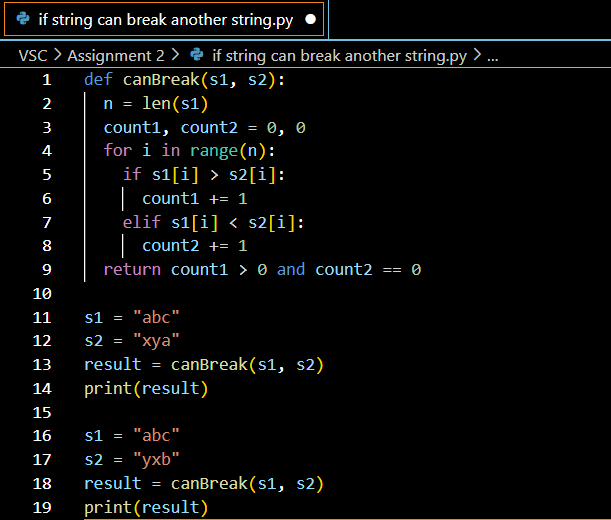 if string can break another string.py ●
VSC > Assignment 2 > if string can break another string.py > ...
1 def canBreak(s1, s2):
2 n = len(s1)
3 count1, count2 = 0, 0
4 for i in range(n):
5 if s1[i] > s2[i]:
6 count1 += 1
7 elif s1[i] < s2[i]:
8 count2 += 1
9 return count1 > 0 and count2 == 0
10
11 s1 = "abc"
12 s2 = "xya"
13 result = canBreak(s1, s2)
14 print(result)
15
16 s1 = "abc"
17 s2 = "yxb"
18 result = canBreak(s1, s2)
19 print(result)